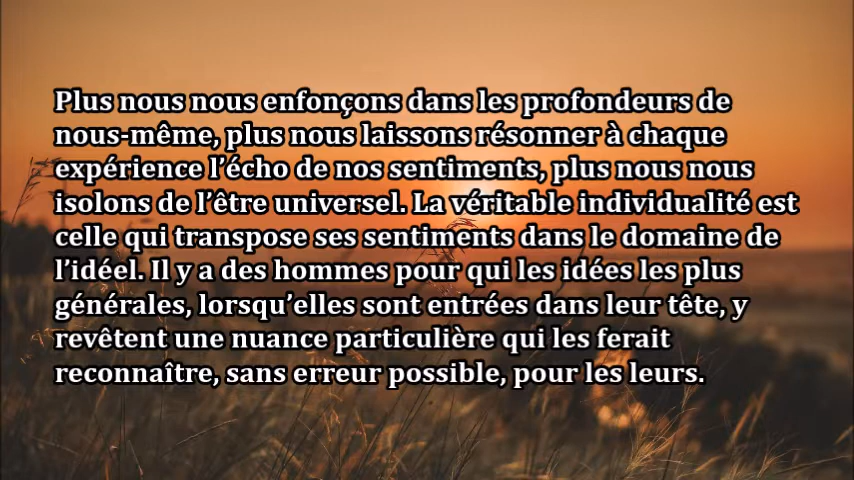 Plus nous nous enfonçons dans les profondeurs de
nous-même, plus nous laissons résonner à chaque
expérience l’écho de nos sentiments, plus nous nous
isolons de l’être universel. La véritable individualité est
celle qui transpose ses sentiments dans le domaine de
l’idéel. Il y a des hommes pour qui les idées les plus
générales, lorsqu’elles sont entrées dans leur tête, y
revêtent une nuance particulière qui les ferait
reconnaître, sans erreur possible, pour les leurs.